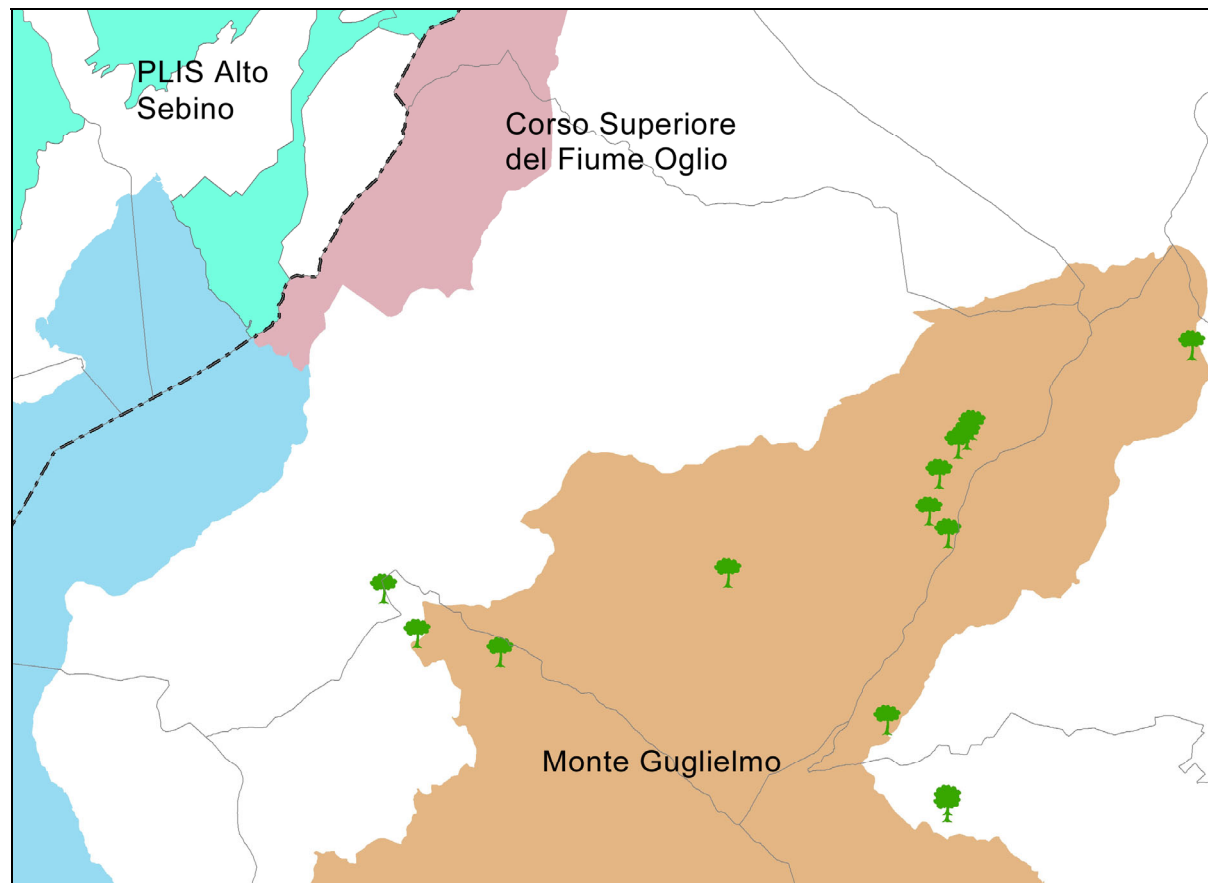 PLIS Alto
Sebino
Corso Superiore
del Fiume Oglio
Monte Guglielmo